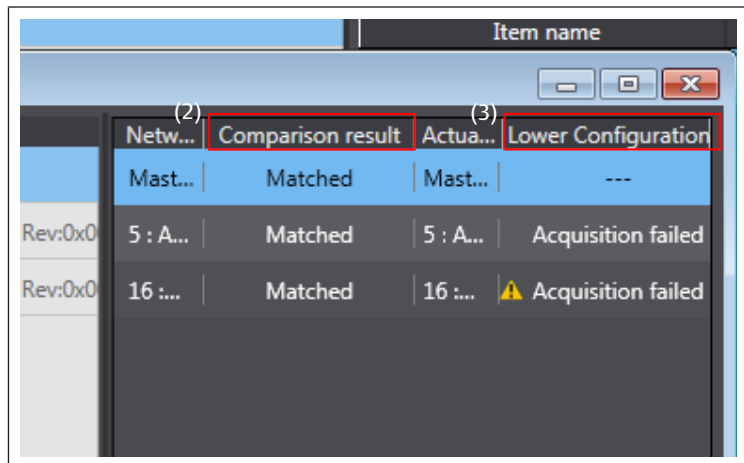 Item name
(2) (3)
Netw... Comparison result Actua... Lower Configuration
Mast... Matched Mast... ---
Rev:0x0 5 : A... Matched 5 : A... Acquisition failed
Rev:0x0 16 :... Matched 16 :... Acquisition failed